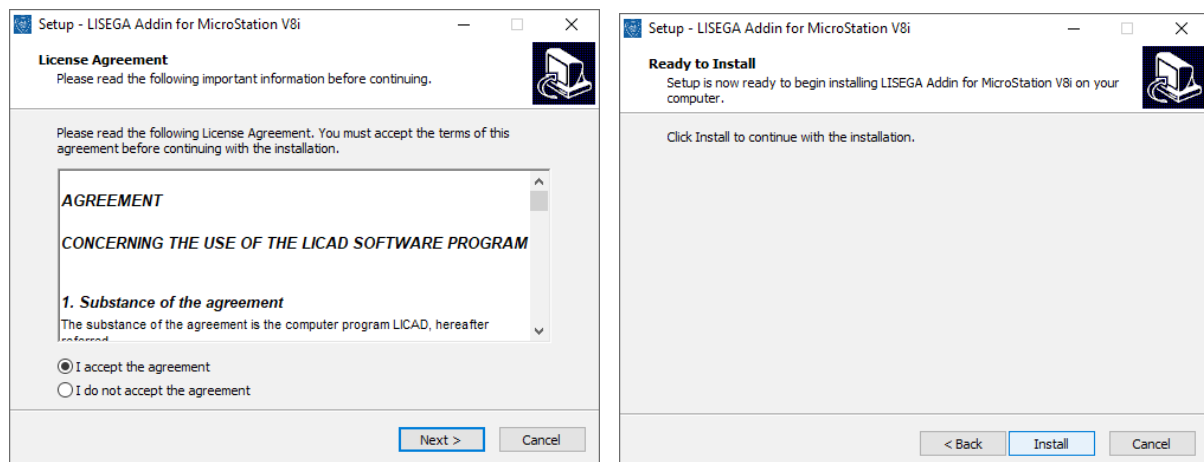 Setup - LISEGA Addin for MicroStation V8i
License Agreement
Please read the following important information before continuing.
Please read the following License Agreement. You must accept the terms of this
agreement before continuing with the installation.
AGREEMENT
CONCERNING THE USE OF THE LICAD SOFTWARE PROGRAM
1. Substance of the agreement
The substance of the agreement is the computer program LICAD, hereafter
referred
I accept the agreement
I do not accept the agreement
Next >
Cancel
Setup - LISEGA Addin for MicroStation V8i
Ready to Install
Setup is now ready to begin installing LISEGA Addin for MicroStation V8i on your
computer.
Click Install to continue with the installation.
< Back
Install
Cancel